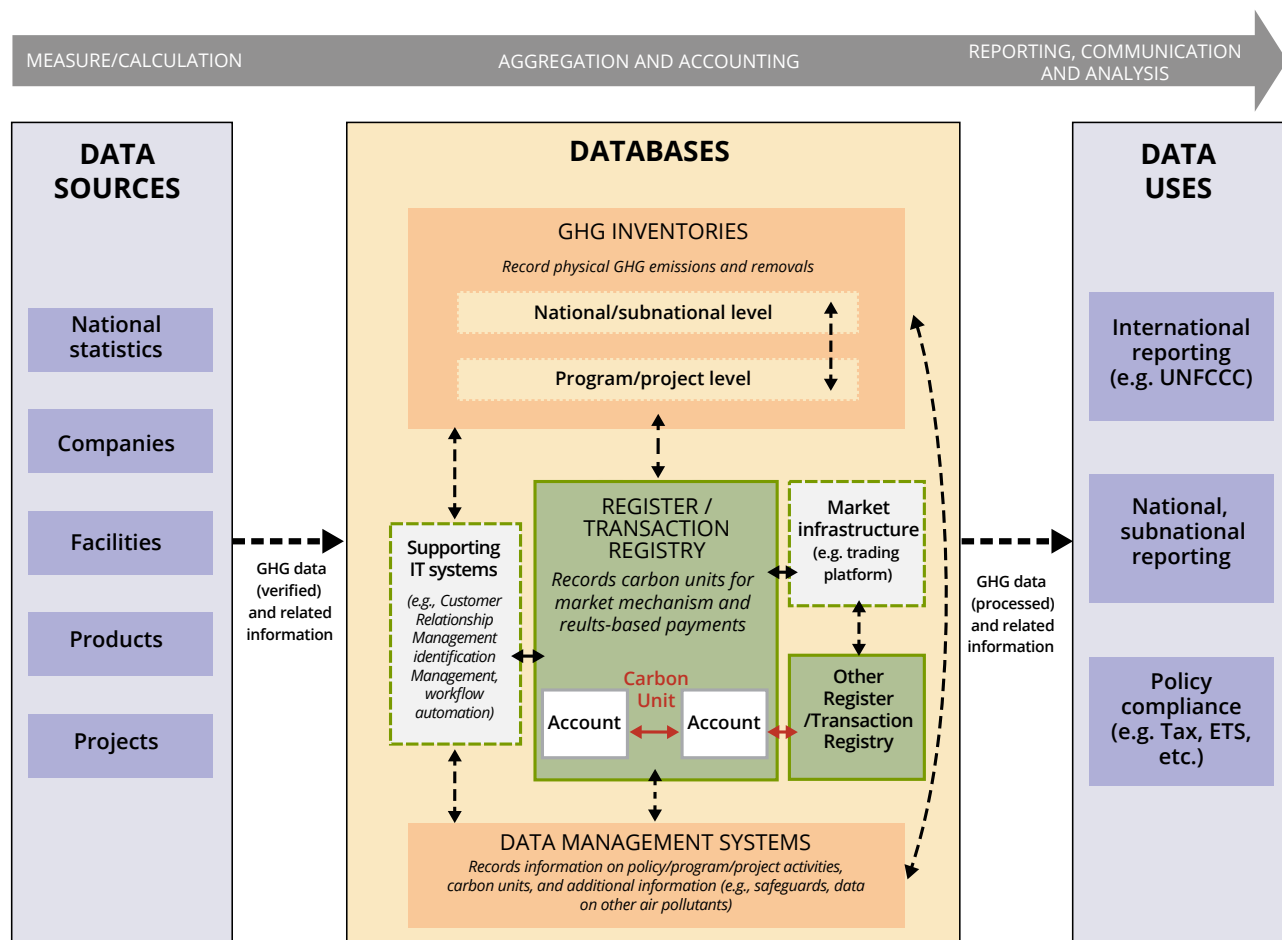 MEASURE/CALCULATION
AGGREGATION AND ACCOUNTING
REPORTING, COMMUNICATION
AND ANALYSIS
DATA
SOURCES
National
statistics
Companies
Facilities
Products
Projects
GHG data
(verified)
and related
information
DATABASES
GHG INVENTORIES
Record physical GHG emissions and removals
National/subnational level
Program/project level
Supporting
IT systems
(e.g., Customer
Relationship
Management
identification
Management,
workflow
automation)
REGISTER /
TRANSACTION
REGISTRY
Records carbon units for
market mechanism and
reults-based payments
Carbon
Unit
Account
Account
Market
infrastructure
(e.g. trading
platform)
Other
Register
/Transaction
Registry
DATA MANAGEMENT SYSTEMS
Records information on policy/program/project activities,
carbon units, and additional information (e.g., safeguards, data
on other air pollutants)
GHG data
(processed)
and related
information
DATA
USES
International
reporting
(e.g. UNFCCC)
National,
subnational
reporting
Policy
compliance
(e.g. Tax, ETS,
etc.)